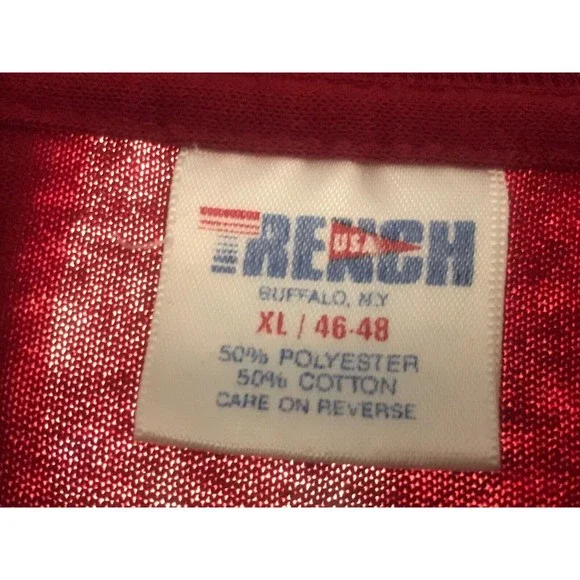 TRENCH
USA
BUFFALO, N.Y
XL / 46-48
50% POLYESTER
50% COTTON
CARE ON REVERSE